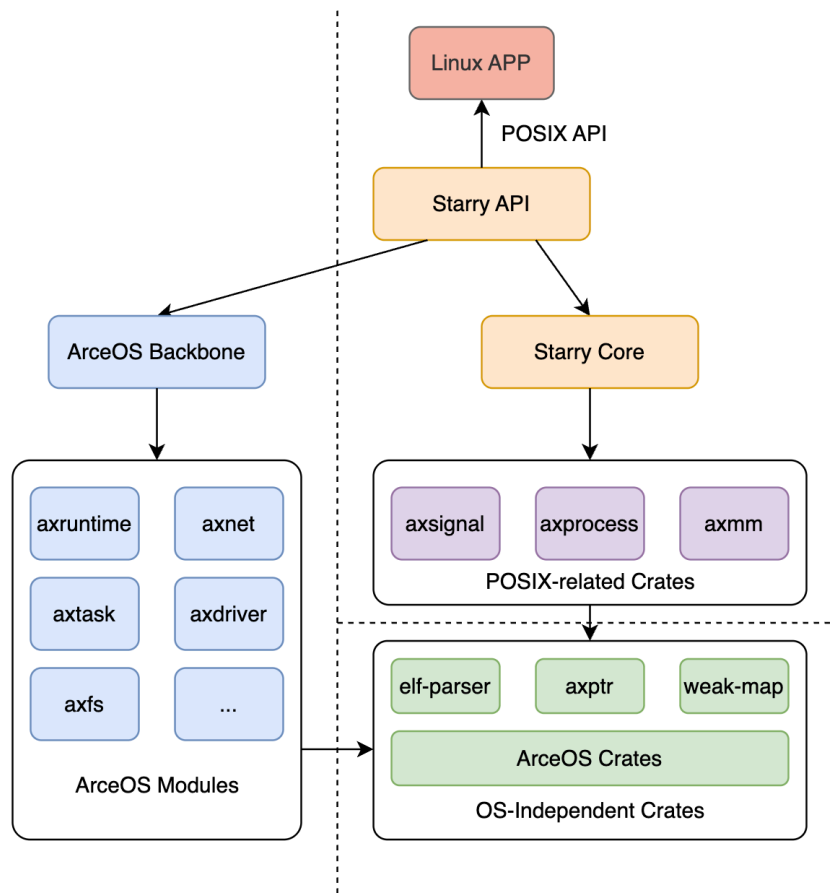 Linux APP
POSIX API
Starry API
ArceOS Backbone
Starry Core
axruntime
axnet
axtask
axdriver
axfs
...
ArceOS Modules
axsignal
axprocess
axmm
POSIX-related Crates
elf-parser
axptr
weak-map
ArceOS Crates
OS-Independent Crates